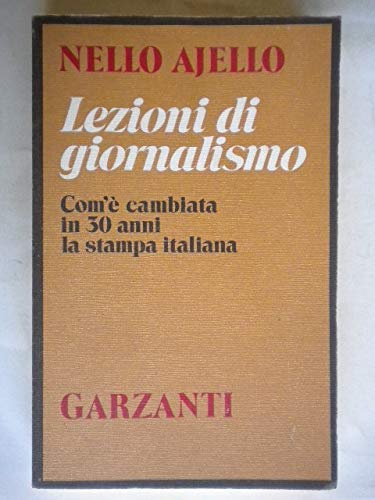 NELLO AJELLO
Lezioni di
giornalismo
Com'è cambiata
in 30 anni
la stampa italiana
GARZANTI